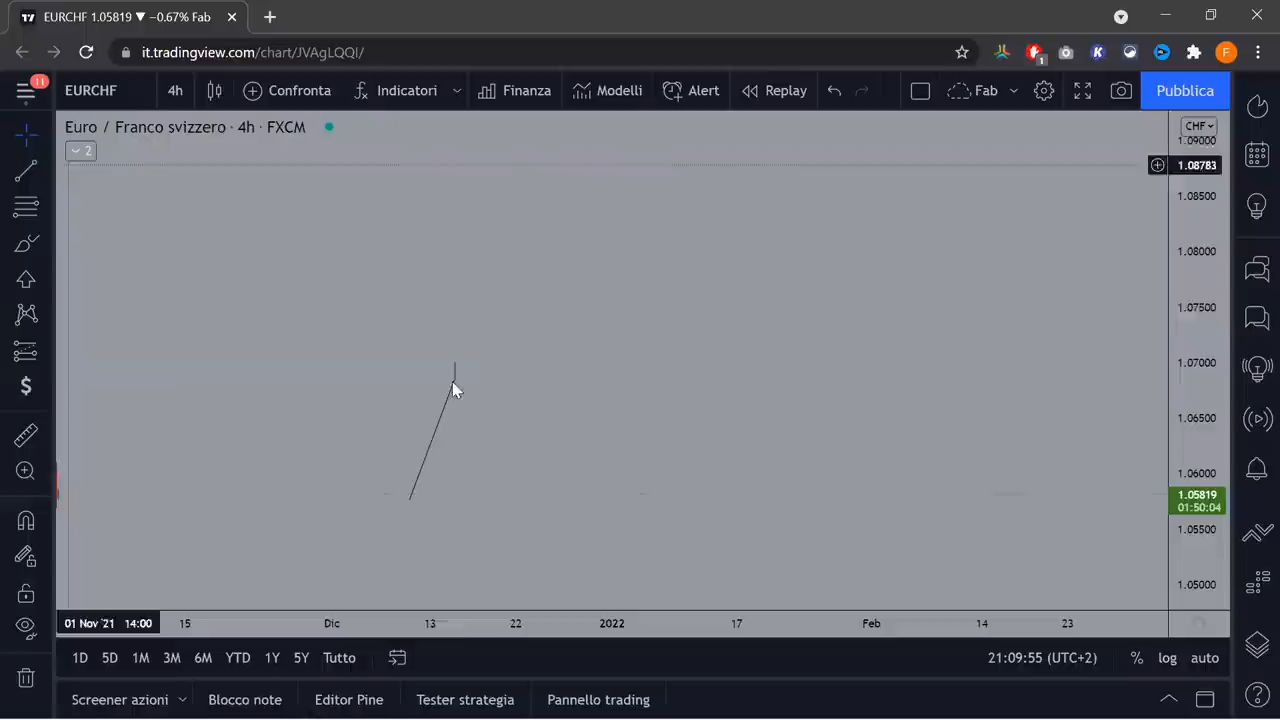 EURCHF 1.05819 ▼ −0.67% Fab
it.tradingview.com/chart/JVAgLQQI/
1
11
EURCHF 4h Confronta Indicatori Finanza Modelli Alert Replay Fab Pubblica
Euro / Franco svizzero · 4h · FXCM
CHF
2
1.09000
1.08783
1.08500
1.08000
1.07500
1.07000
1.06500
1.06000
1.05819
01:50:04
1.05500
1.05000
01 Nov '21 14:00 15 Dic 13 22 2022 17 Feb 14 23
1D 5D 1M 3M 6M YTD 1Y 5Y Tutto 21:09:55 (UTC+2) % log auto
Screener azioni Blocco note Editor Pine Tester strategia Pannello trading